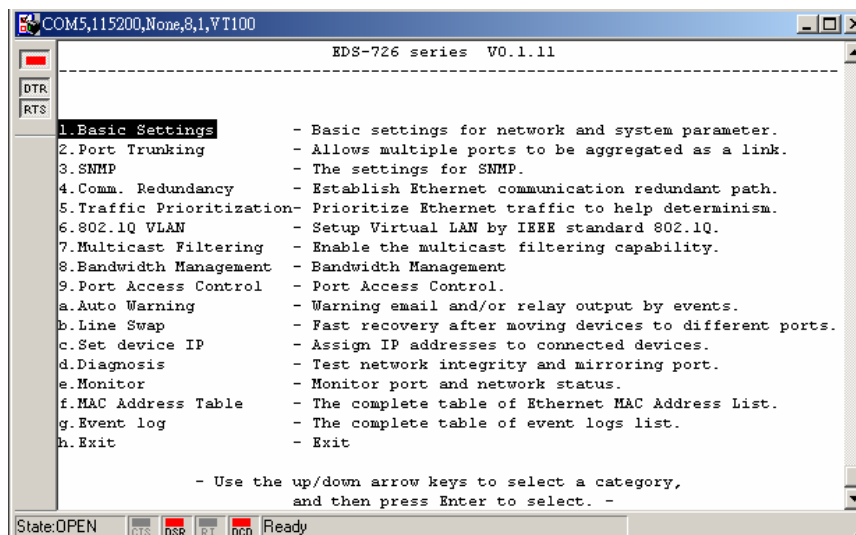 COM5,115200,None,8,1,VT100
EDS-726 series V0.1.11
DTR
RTS
1.Basic Settings - Basic settings for network and system parameter.
2.Port Trunking - Allows multiple ports to be aggregated as a link.
3.SNMP - The settings for SNMP.
4.Comm. Redundancy - Establish Ethernet communication redundant path.
5.Traffic Prioritization- Prioritize Ethernet traffic to help determinism.
6.802.1Q VLAN - Setup Virtual LAN by IEEE standard 802.1Q.
7.Multicast Filtering - Enable the multicast filtering capability.
8.Bandwidth Management - Bandwidth Management
9.Port Access Control - Port Access Control.
a.Auto Warning - Warning email and/or relay output by events.
b.Line Swap - Fast recovery after moving devices to different ports.
c.Set device IP - Assign IP addresses to connected devices.
d.Diagnosis - Test network integrity and mirroring port.
e.Monitor - Monitor port and network status.
f.MAC Address Table - The complete table of Ethernet MAC Address List.
g.Event log - The complete table of event logs list.
h.Exit - Exit
- Use the up/down arrow keys to select a category,
and then press Enter to select. -
State:OPEN CTS DSR RI DCD Ready